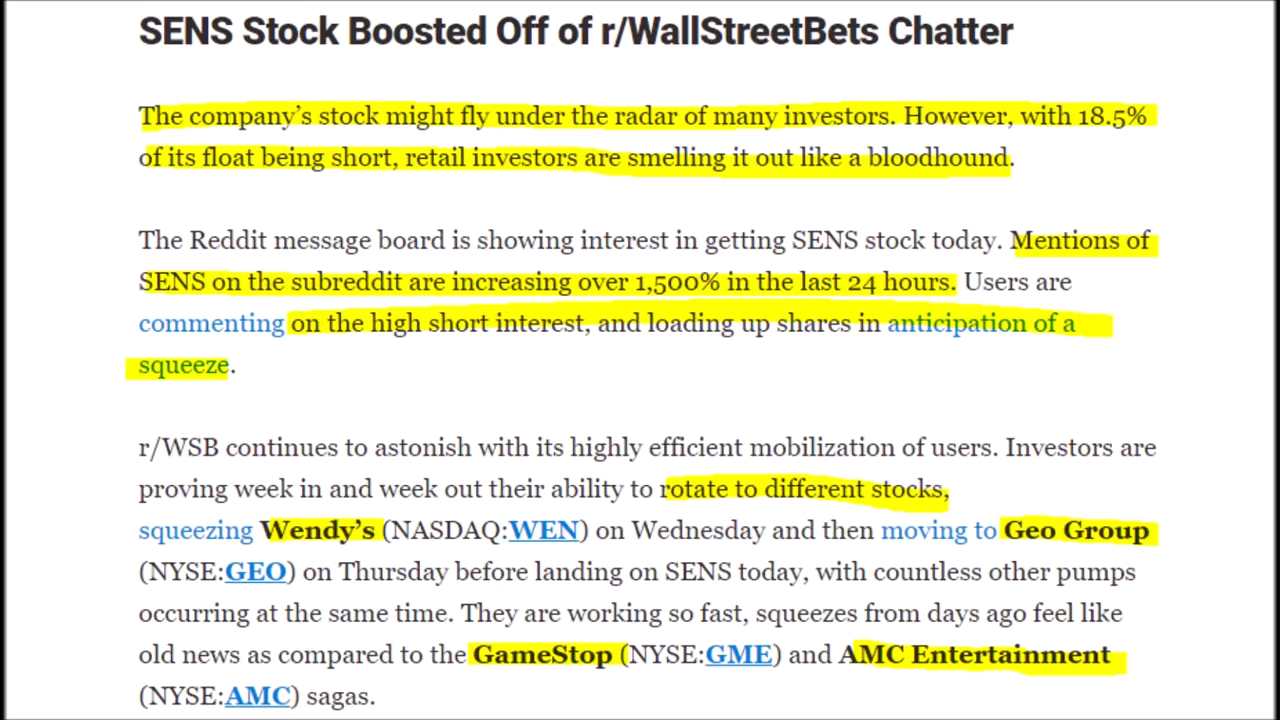 SENS Stock Boosted Off of r/WallStreetBets Chatter
The company’s stock might fly under the radar of many investors. However, with 18.5%
of its float being short, retail investors are smelling it out like a bloodhound.
The Reddit message board is showing interest in getting SENS stock today. Mentions of
SENS on the subreddit are increasing over 1,500% in the last 24 hours. Users are
commenting on the high short interest, and loading up shares in anticipation of a
squeeze.
r/WSB continues to astonish with its highly efficient mobilization of users. Investors are
proving week in and week out their ability to rotate to different stocks,
squeezing Wendy’s (NASDAQ:WEN) on Wednesday and then moving to Geo Group
(NYSE:GEO) on Thursday before landing on SENS today, with countless other pumps
occurring at the same time. They are working so fast, squeezes from days ago feel like
old news as compared to the GameStop (NYSE:GME) and AMC Entertainment
(NYSE:AMC) sagas.